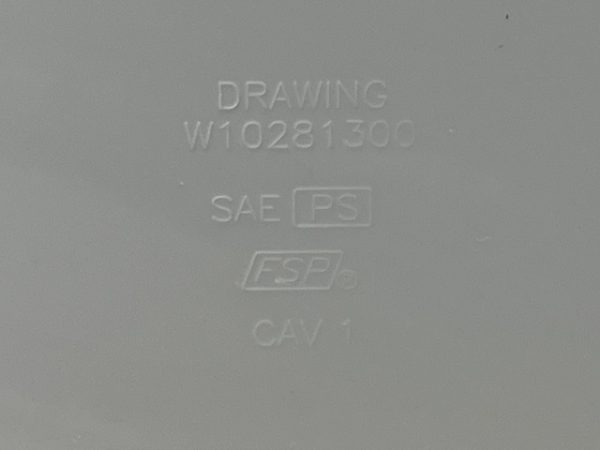 DRAWING
W10281300
SAE PS
FSP®
CAV 1